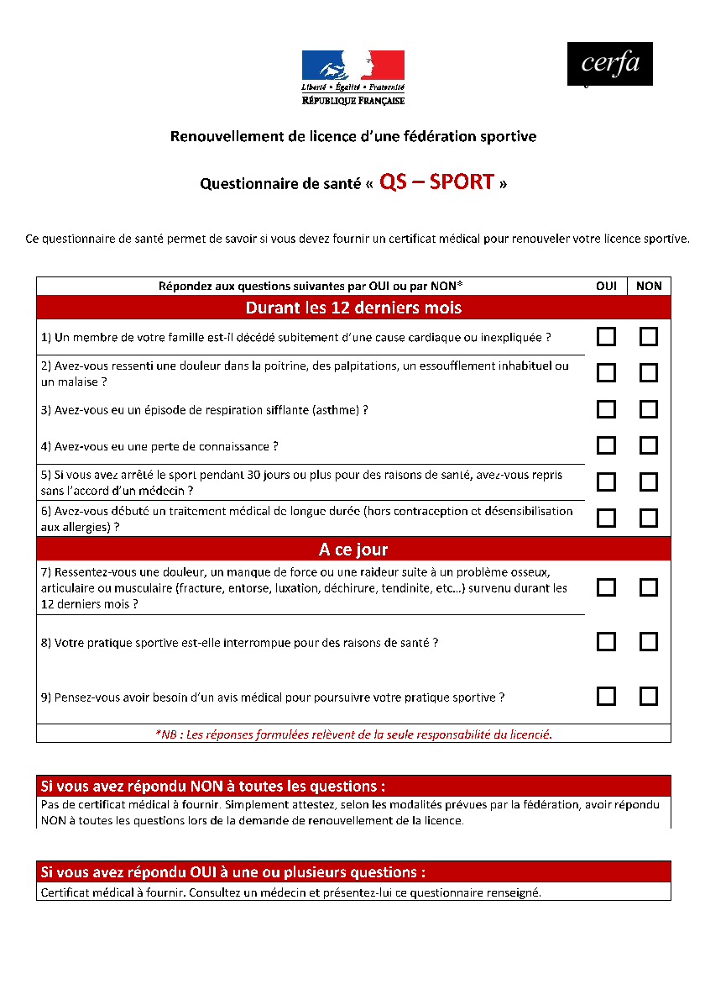 cerfa
Liberté • Égalité • Fraternité
RÉPUBLIQUE FRANÇAISE
Renouvellement de licence d’une fédération sportive
Questionnaire de santé « QS – SPORT »
Ce questionnaire de santé permet de savoir si vous devez fournir un certificat médical pour renouveler votre licence sportive.
Répondez aux questions suivantes par OUI ou par NON* OUI NON
Durant les 12 derniers mois
1) Un membre de votre famille est-il décédé subitement d’une cause cardiaque ou inexpliquée ?
2) Avez-vous ressenti une douleur dans la poitrine, des palpitations, un essoufflement inhabituel ou
un malaise ?
3) Avez-vous eu un épisode de respiration sifflante (asthme) ?
4) Avez-vous eu une perte de connaissance ?
5) Si vous avez arrêté le sport pendant 30 jours ou plus pour des raisons de santé, avez-vous repris
sans l’accord d’un médecin ?
6) Avez-vous débuté un traitement médical de longue durée (hors contraception et désensibilisation
aux allergies) ?
A ce jour
7) Ressentez-vous une douleur, un manque de force ou une raideur suite à un problème osseux,
articulaire ou musculaire (fracture, entorse, luxation, déchirure, tendinite, etc…) survenu durant les
12 derniers mois ?
8) Votre pratique sportive est-elle interrompue pour des raisons de santé ?
9) Pensez-vous avoir besoin d’un avis médical pour poursuivre votre pratique sportive ?
*NB : Les réponses formulées relèvent de la seule responsabilité du licencié.
Si vous avez répondu NON à toutes les questions :
Pas de certificat médical à fournir. Simplement attestez, selon les modalités prévues par la fédération, avoir répondu
NON à toutes les questions lors de la demande de renouvellement de la licence.
Si vous avez répondu OUI à une ou plusieurs questions :
Certificat médical à fournir. Consultez un médecin et présentez-lui ce questionnaire renseigné.